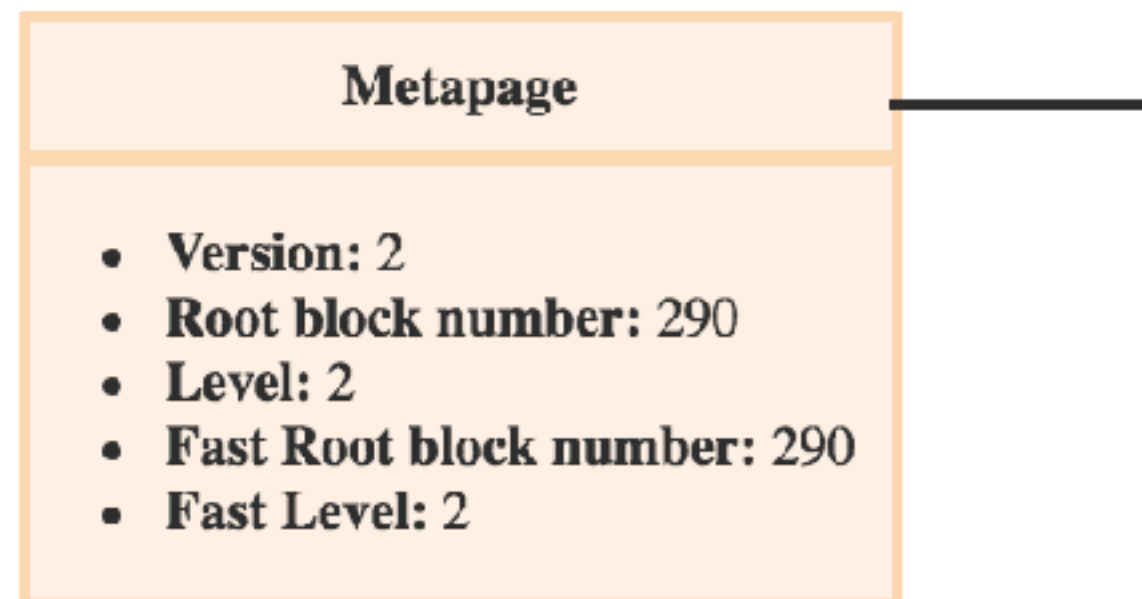 Metapage
• Version: 2
• Root block number: 290
• Level: 2
• Fast Root block number: 290
• Fast Level: 2